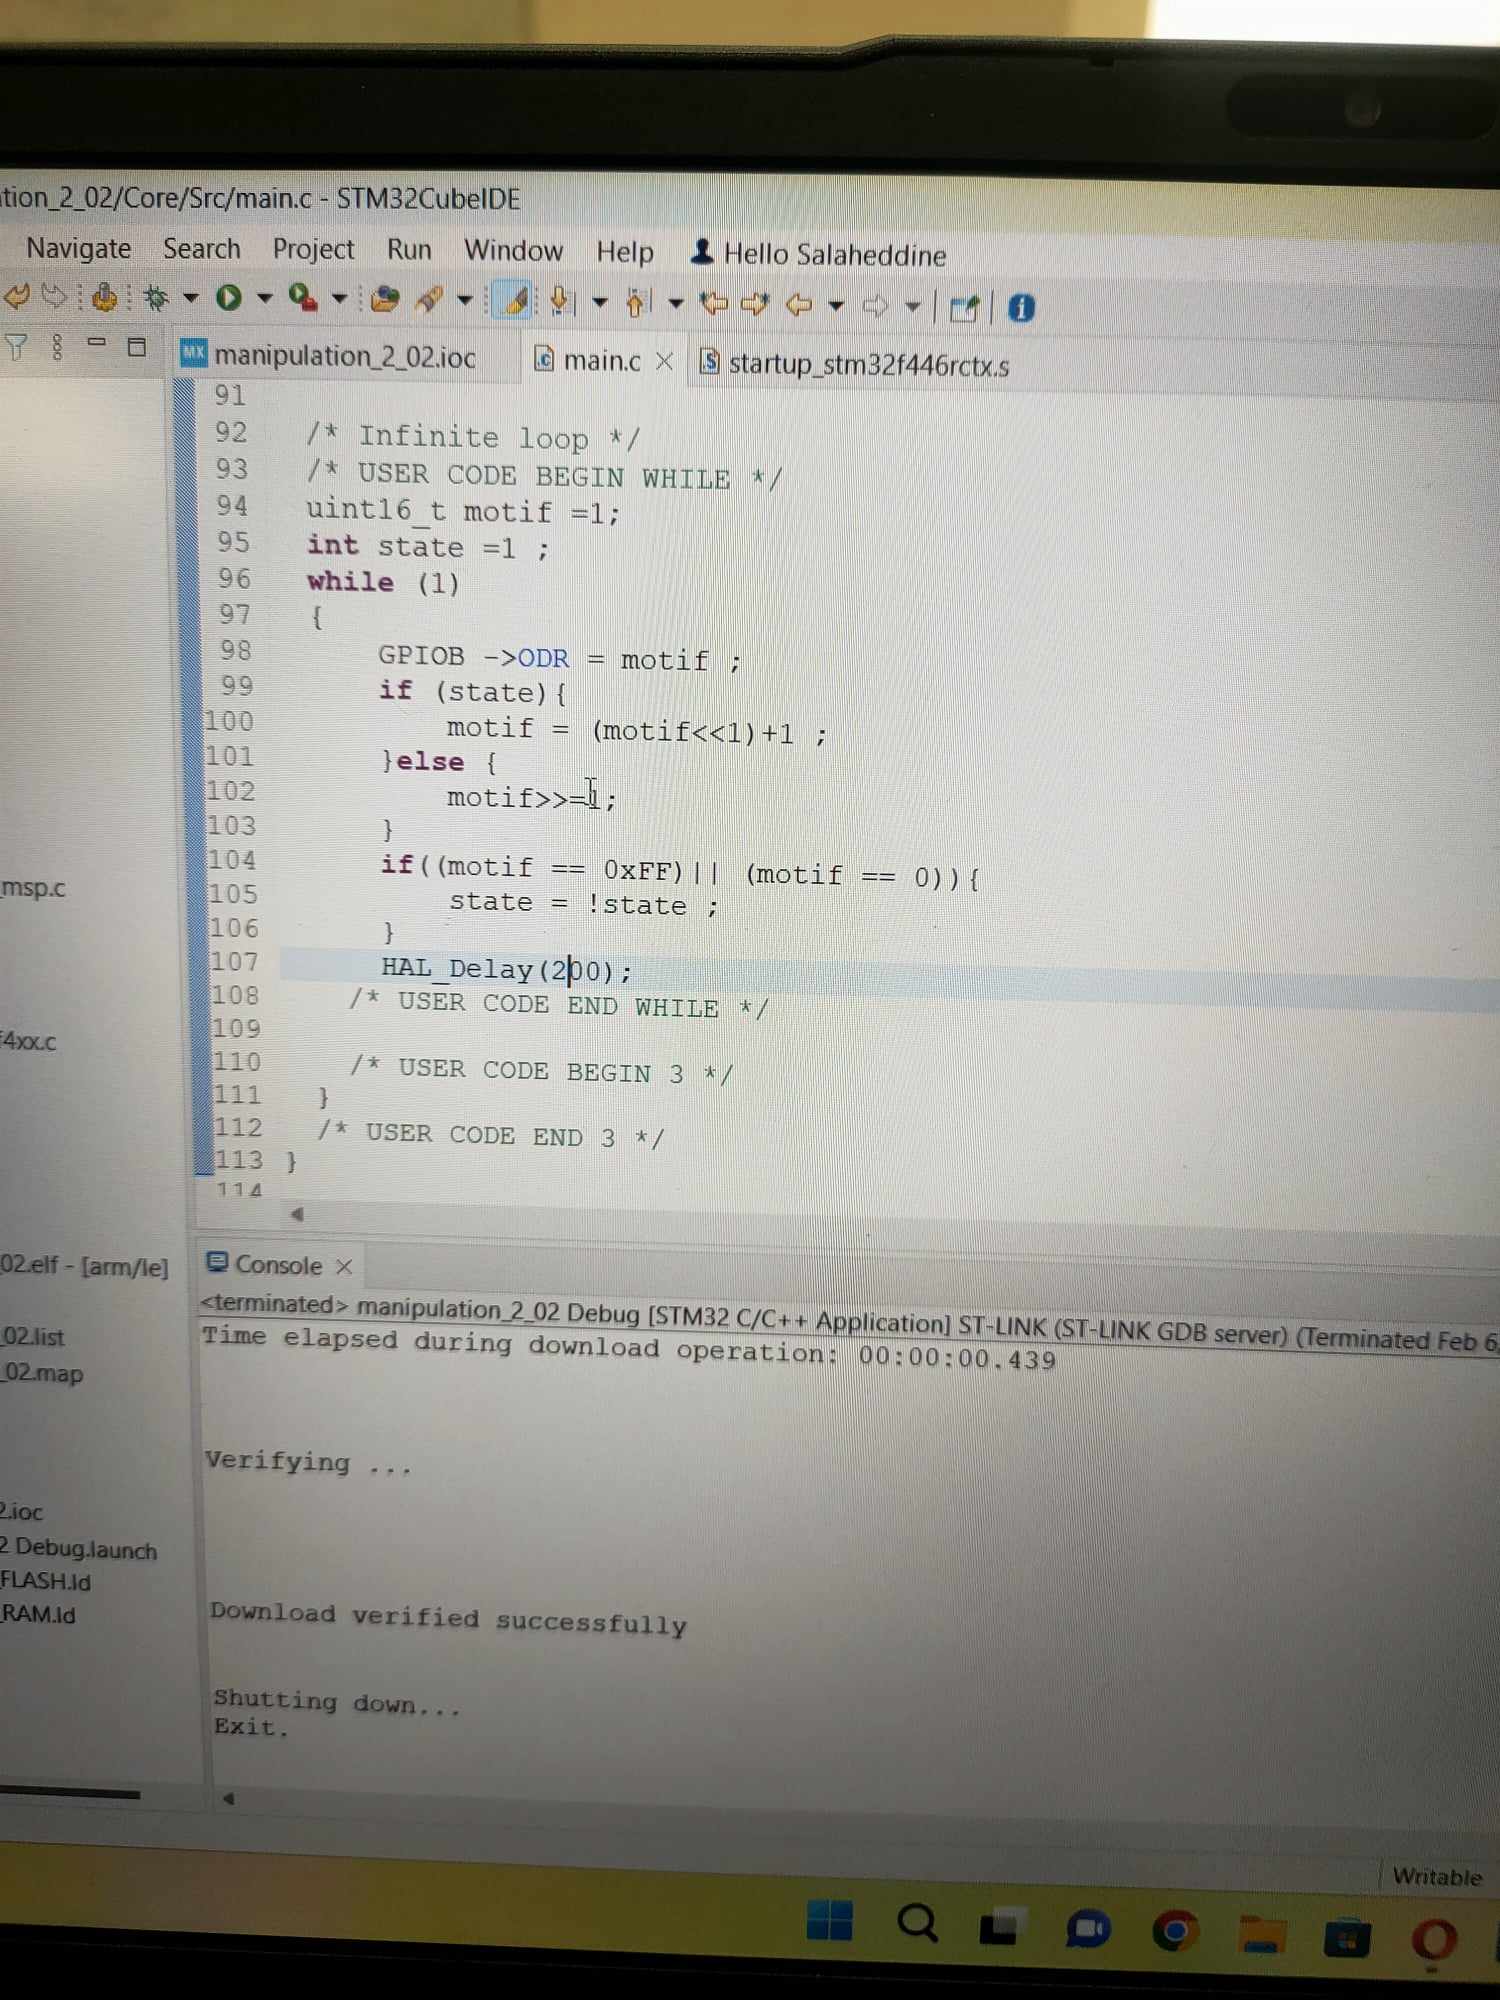 tion_2_02/Core/Src/main.c - STM32CubeIDE
Navigate Search Project Run Window Help Hello Salaheddine
MX manipulation_2_02.ioc main.c startup_stm32f446rctx.s
91
92 /* Infinite loop */
93 /* USER CODE BEGIN WHILE */
94 uint16_t motif =1;
95 int state =1 ;
96 while (1)
97 {
98 GPIOB ->ODR = motif ;
99 if (state){
100 motif = (motif<<1)+1 ;
101 }else {
102 motif>>=1;
103 }
104 if((motif == 0xFF)|| (motif == 0)){
105 state = !state ;
106 }
107 HAL_Delay(200);
108 /* USER CODE END WHILE */
109
110 /* USER CODE BEGIN 3 */
111 }
112 /* USER CODE END 3 */
113 }
114
_msp.c
f4xx.c
02.elf - [arm/le]
_02.list
_02.map
2.ioc
2 Debug.launch
FLASH.ld
_RAM.ld
Console
<terminated> manipulation_2_02 Debug [STM32 C/C++ Application] ST-LINK (ST-LINK GDB server) (Terminated Feb 6,
Time elapsed during download operation: 00:00:00.439
Verifying ...
Download verified successfully
Shutting down...
Exit.
Writable